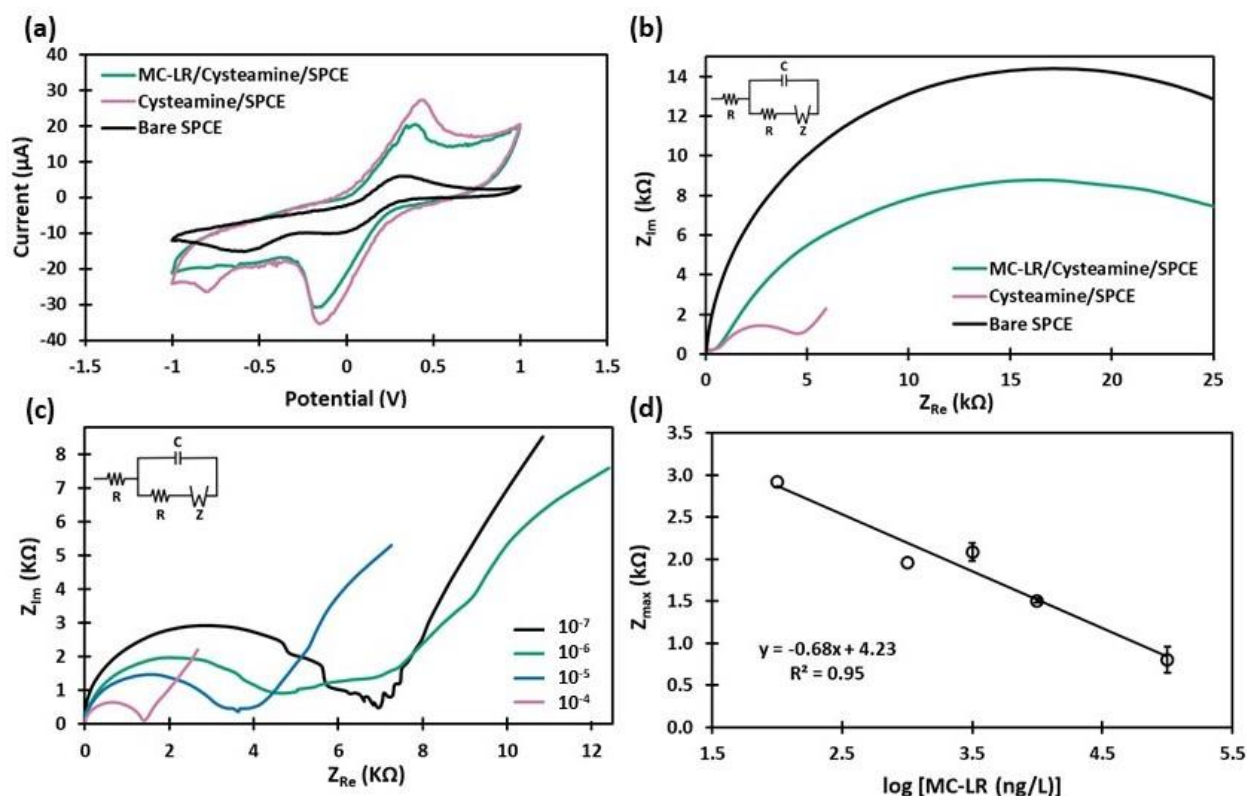 (a)
40
30
20
10
0
-10
-20
-30
-40
Current (µA)
MC-LR/Cysteamine/SPCE
Cysteamine/SPCE
Bare SPCE
-1.5 -1 -0.5 0 0.5 1 1.5
Potential (V)
(b)
14
12
10
8
6
4
2
0
Z_Im (kΩ)
C
R
R Z
MC-LR/Cysteamine/SPCE
Cysteamine/SPCE
Bare SPCE
0 5 10 15 20 25
Z_Re (kΩ)
(c)
8
7
6
5
4
3
2
1
0
Z_Im (KΩ)
C
R
R Z
10⁻⁷
10⁻⁶
10⁻⁵
10⁻⁴
0 2 4 6 8 10 12
Z_Re (KΩ)
(d)
3.5
3.0
2.5
2.0
1.5
1.0
0.5
0.0
Z_max (kΩ)
y = -0.68x + 4.23
R² = 0.95
1.5 2.5 3.5 4.5 5.5
log [MC-LR (ng/L)]